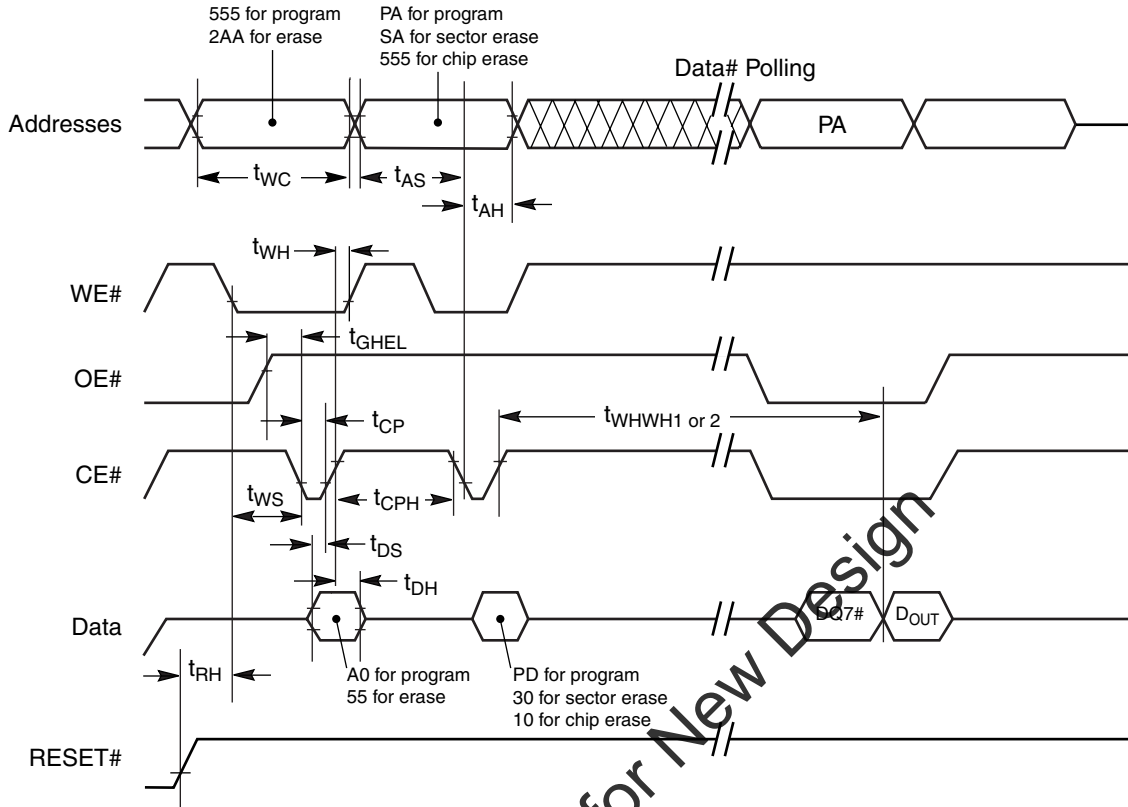 555 for program
2AA for erase
PA for program
SA for sector erase
555 for chip erase
Data# Polling
Addresses
PA
tWC
tAS
tAH
tWH
WE#
tGHEL
OE#
tWHWH1 or 2
tCP
CE#
tWS
tCPH
tDS
tDH
Data
DQ7#
DOUT
tRH
A0 for program
55 for erase
PD for program
30 for sector erase
10 for chip erase
RESET#
for New Design